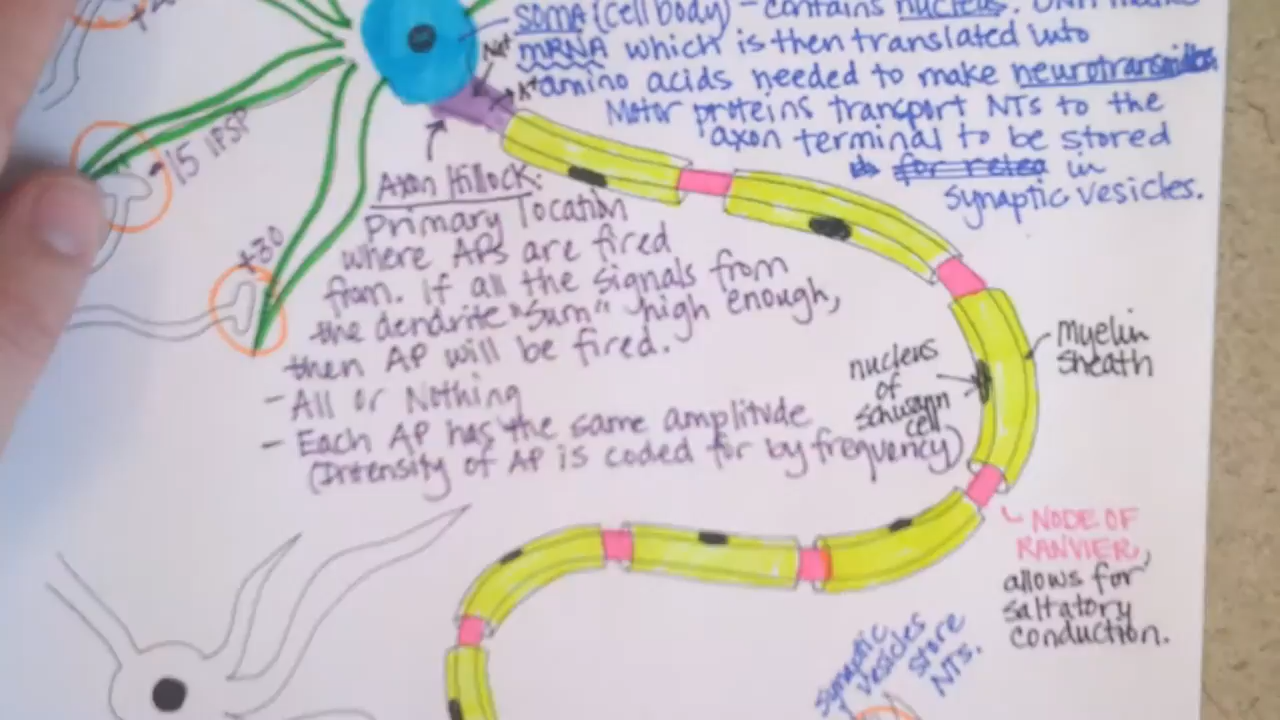 soma (cell body) - contains nucleus. DNA
mRNA which is then translated into
amino acids needed to make
Motor proteins transport NTs to the
axon terminal to be stored
in
synaptic vesicles.
Na+
K+
-15 IPSP
+30
Axon Hillock:
Primary location
where APs are fired
from. If all the signals from
the dendrite "sum" high enough,
then AP will be fired.
- All or Nothing
- Each AP has the same amplitude
(Intensity of AP is coded for by frequency)
nucleus
of
schwann
cell
myelin
sheath
NODE OF
RANVIER,
allows for
saltatory
conduction.
synaptic
vesicles
store
NTs.